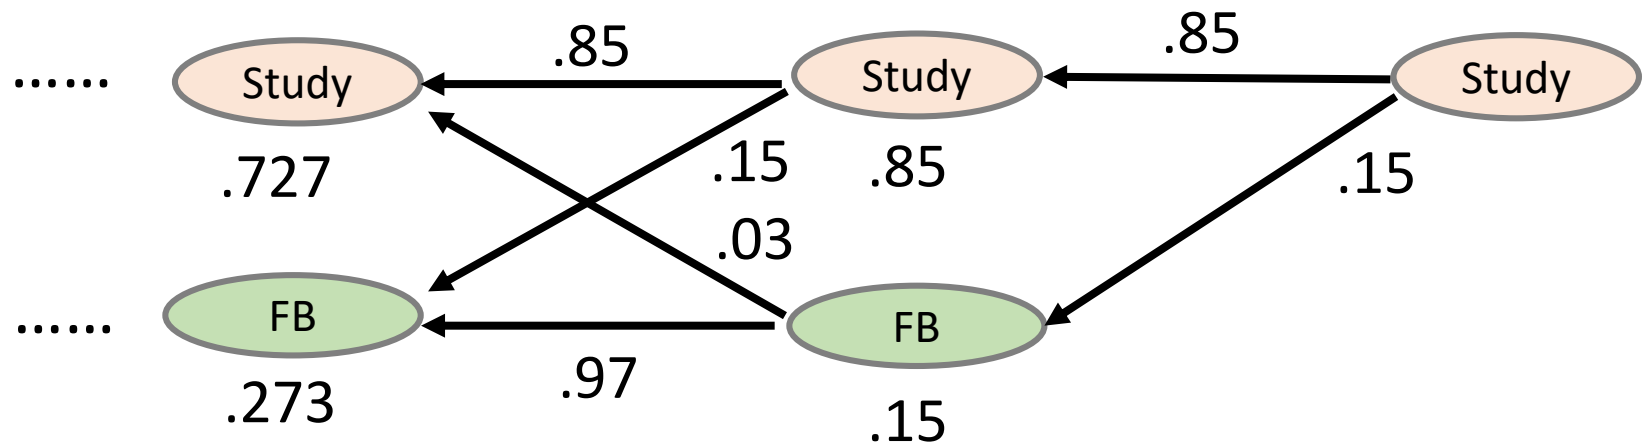 .85
.85
...... Study Study Study
.727 .15 .85 .15
.03
...... FB FB
.97
.273 .15